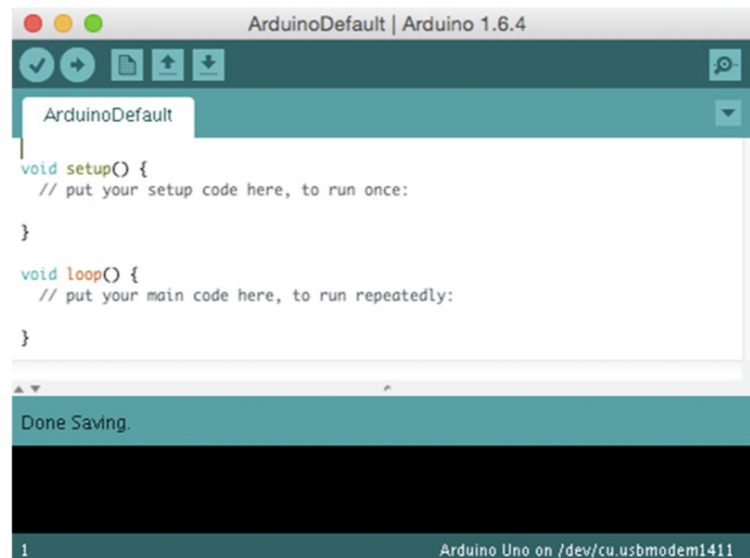 ArduinoDefault | Arduino 1.6.4
ArduinoDefault
void setup() {
  // put your setup code here, to run once:
}
void loop() {
  // put your main code here, to run repeatedly:
}
Done Saving.
1 Arduino Uno on /dev/cu.usbmodem1411